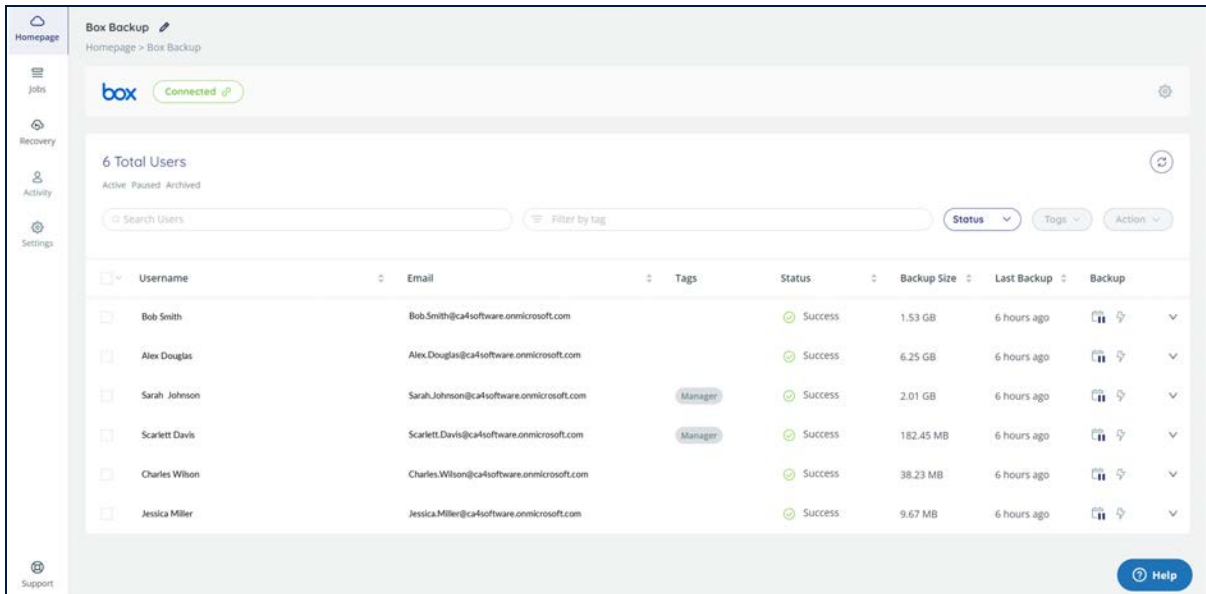 Homepage
Jobs
Recovery
Activity
Settings
Support
Box Backup
Homepage > Box Backup
box Connected
6 Total Users
Active Paused Archived
Search Users Filter by tag Status Tags Action
Username Email Tags Status Backup Size Last Backup Backup
Bob Smith Bob.Smith@ca4software.onmicrosoft.com Success 1.53 GB 6 hours ago
Alex Douglas Alex.Douglas@ca4software.onmicrosoft.com Success 6.25 GB 6 hours ago
Sarah Johnson Sarah.Johnson@ca4software.onmicrosoft.com Manager Success 2.01 GB 6 hours ago
Scarlett Davis Scarlett.Davis@ca4software.onmicrosoft.com Manager Success 182.45 MB 6 hours ago
Charles Wilson Charles.Wilson@ca4software.onmicrosoft.com Success 38.23 MB 6 hours ago
Jessica Miller Jessica.Miller@ca4software.onmicrosoft.com Success 9.67 MB 6 hours ago
Help